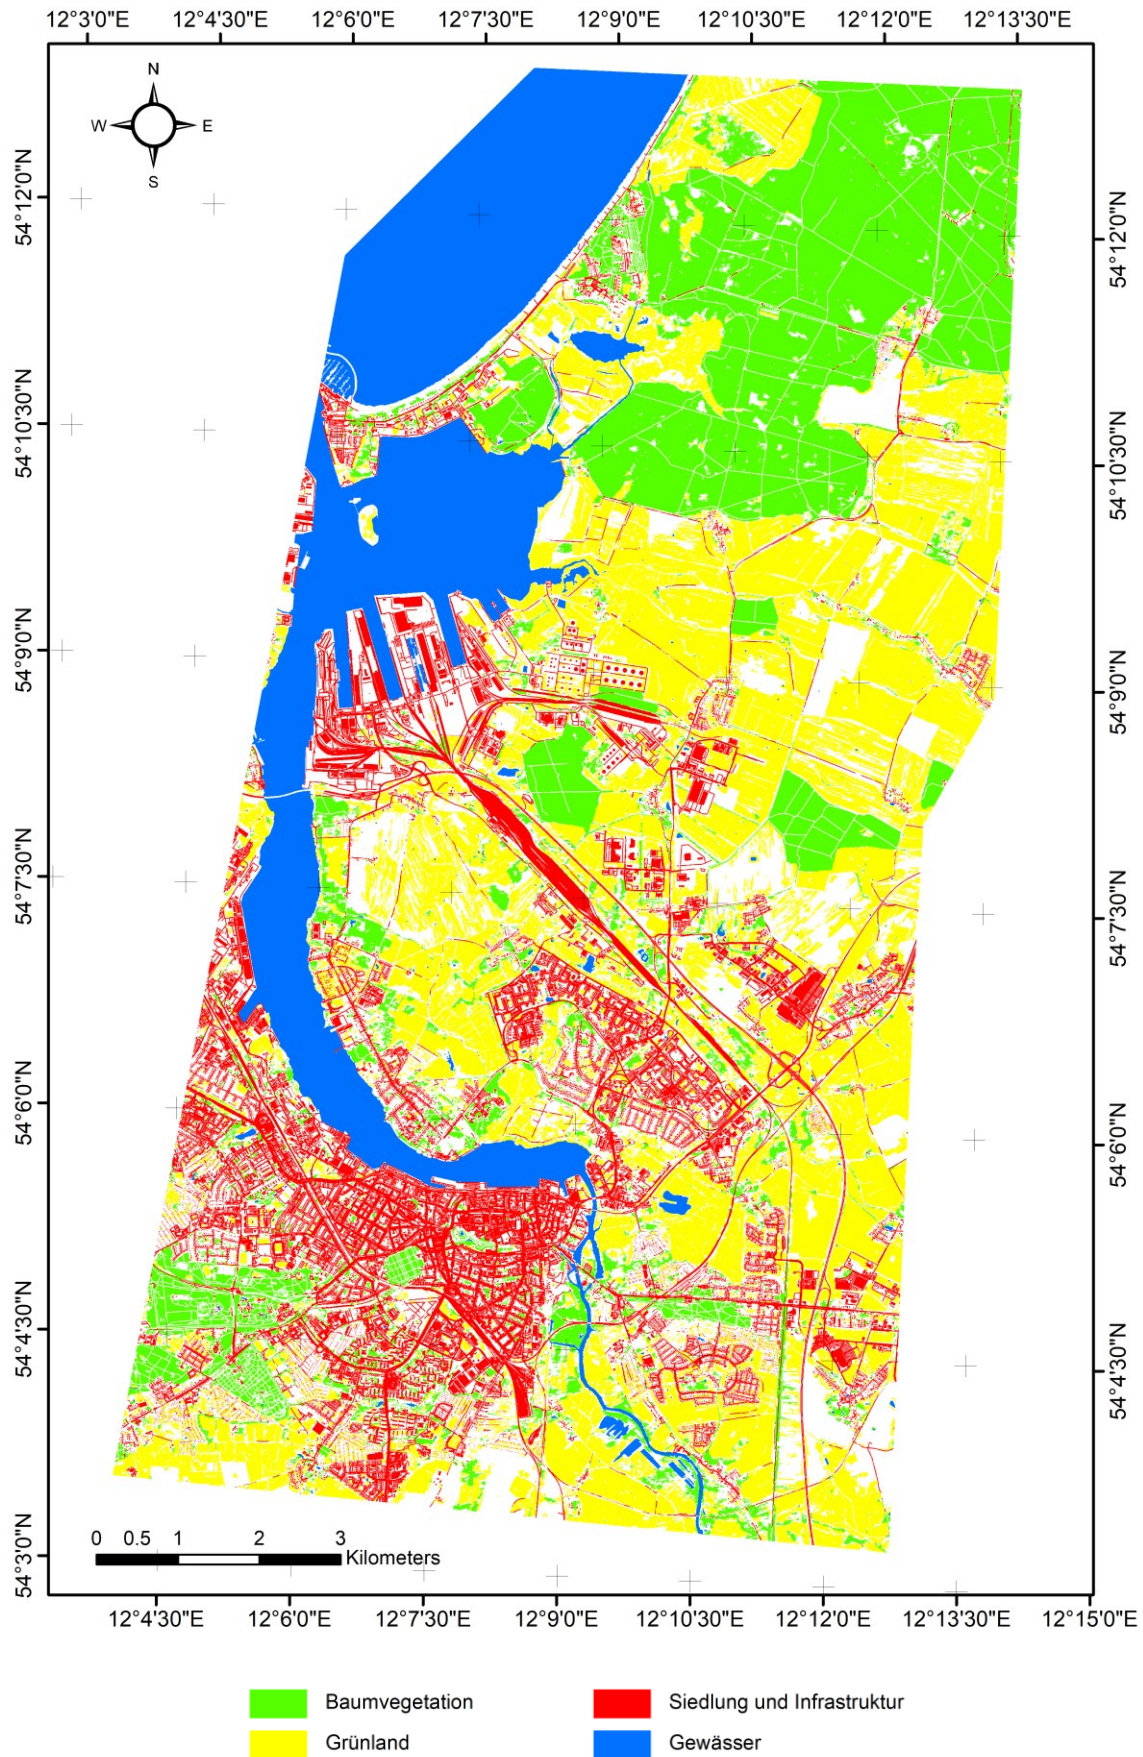 12°3'30"E 12°4'30"E 12°6'0"E 12°7'30"E 12°9'0"E 12°10'30"E 12°12'0"E 12°13'30"E
N
W E
S
54°12'0"N
54°12'0"N
54°10'30"N
54°10'30"N
54°9'0"N
54°9'0"N
54°7'30"N
54°7'30"N
54°6'0"N
54°6'0"N
54°4'30"N
54°4'30"N
54°3'0"N
0 0.5 1 2 3
Kilometers
12°4'30"E 12°6'0"E 12°7'30"E 12°9'0"E 12°10'30"E 12°12'0"E 12°13'30"E 12°15'0"E
Baumvegetation Siedlung und Infrastruktur
Grünland Gewässer